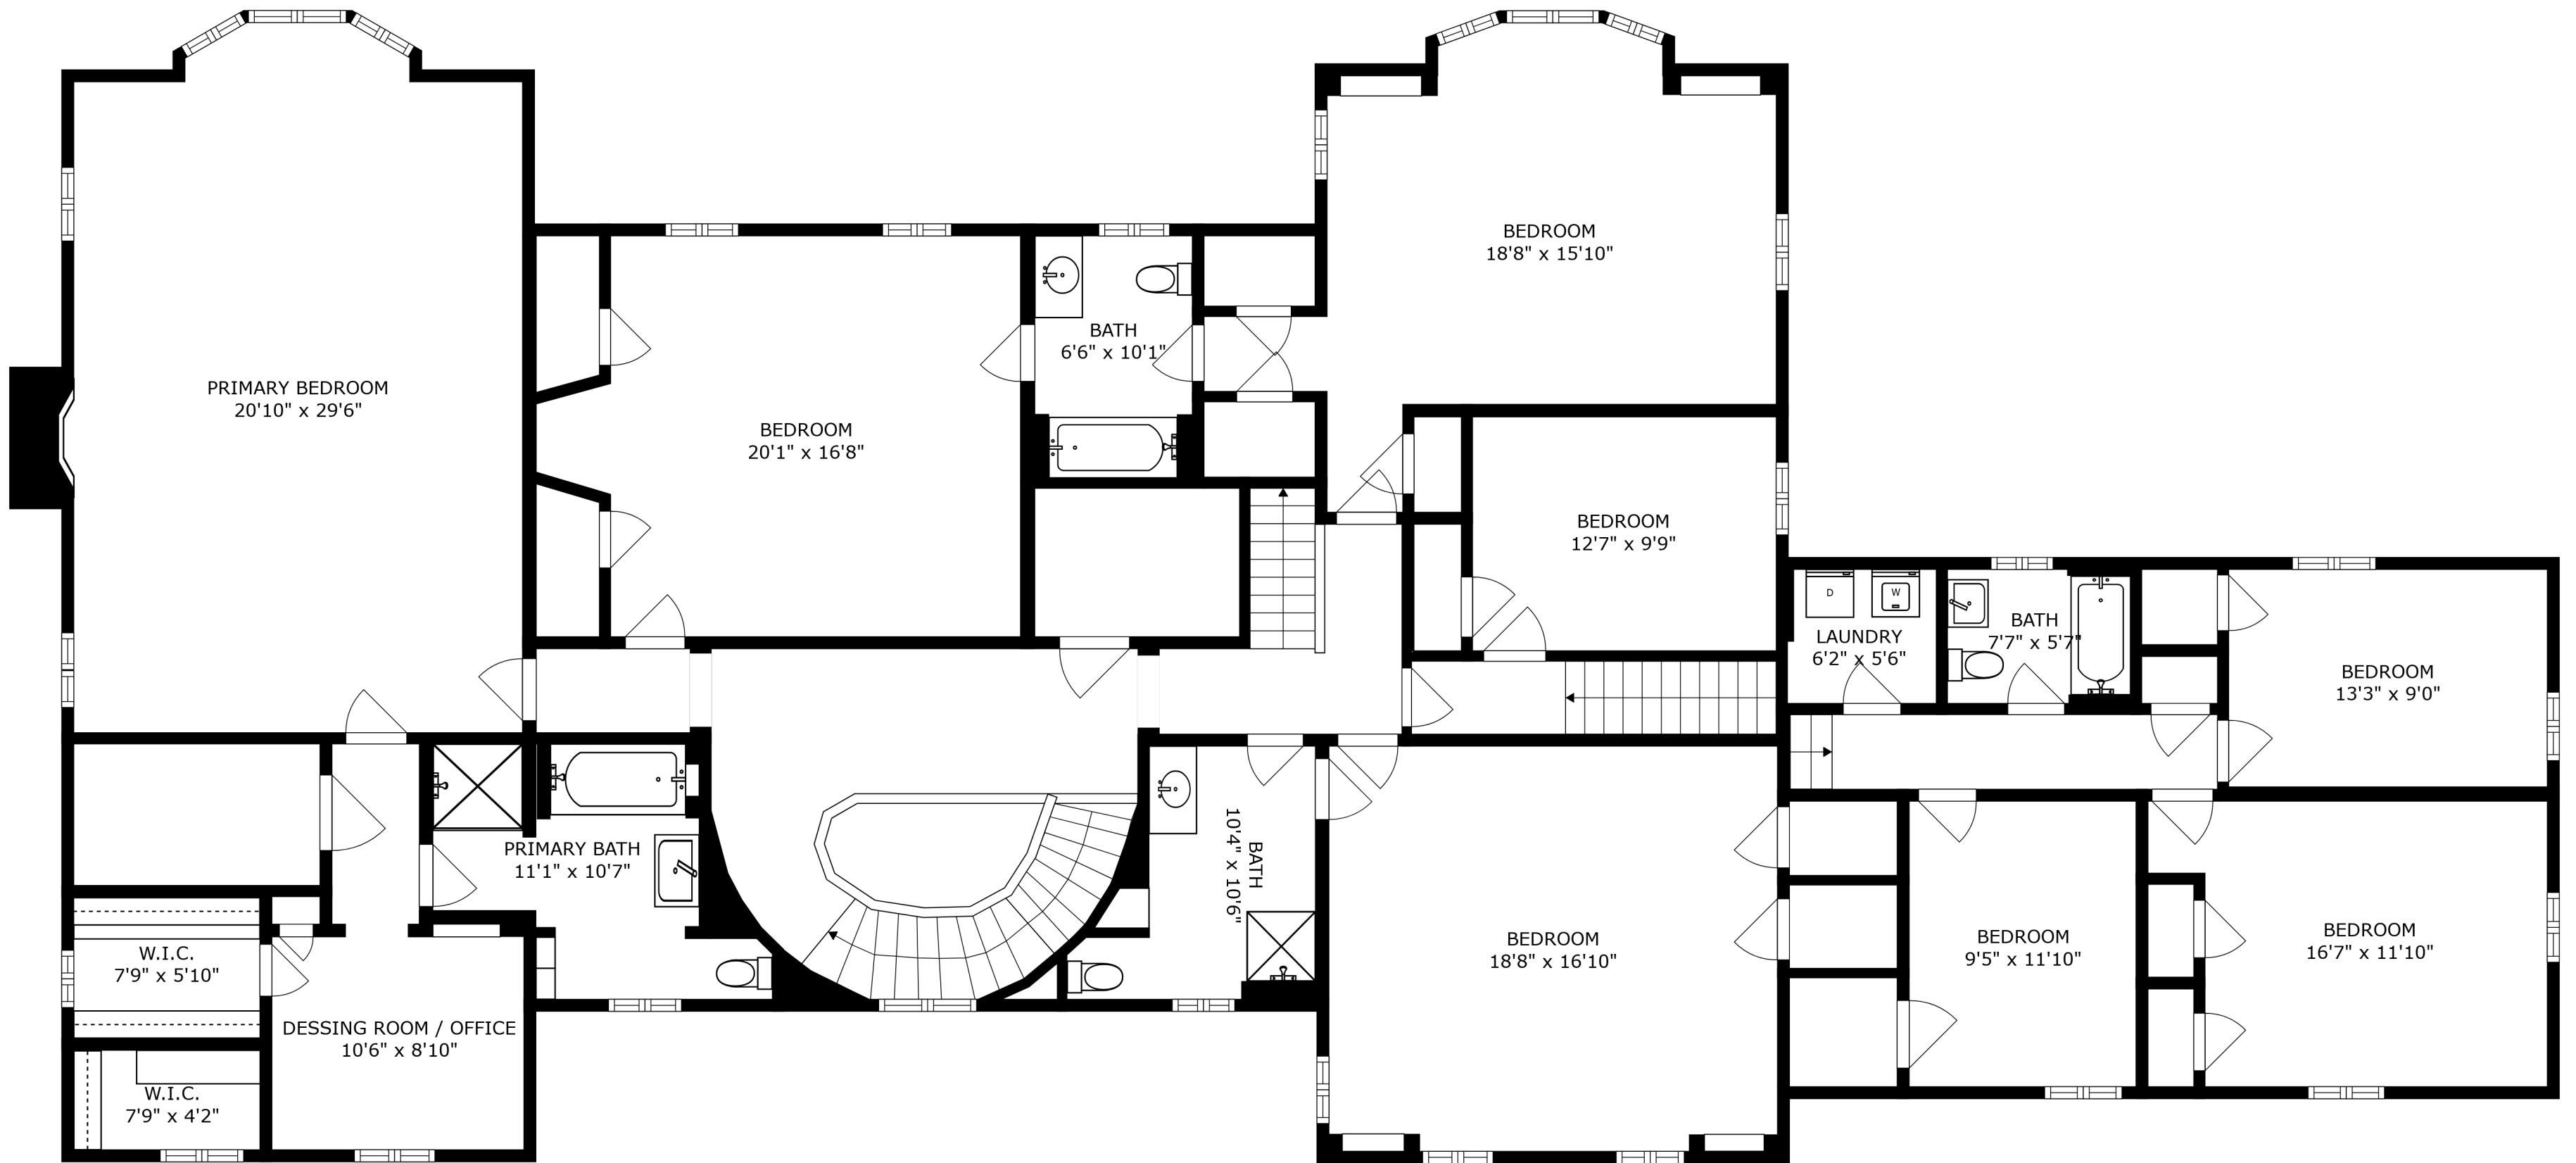 PRIMARY BEDROOM
20'10" x 29'6"
BEDROOM
20'1" x 16'8"
BATH
6'6" x 10'1"
BEDROOM
18'8" x 15'10"
BEDROOM
12'7" x 9'9"
D
W
LAUNDRY
6'2" x 5'6"
BATH
7'7" x 5'7"
BEDROOM
13'3" x 9'0"
PRIMARY BATH
11'1" x 10'7"
BATH
10'4" x 10'6"
W.I.C.
7'9" x 5'10"
DESSING ROOM / OFFICE
10'6" x 8'10"
W.I.C.
7'9" x 4'2"
BEDROOM
18'8" x 16'10"
BEDROOM
9'5" x 11'10"
BEDROOM
16'7" x 11'10"